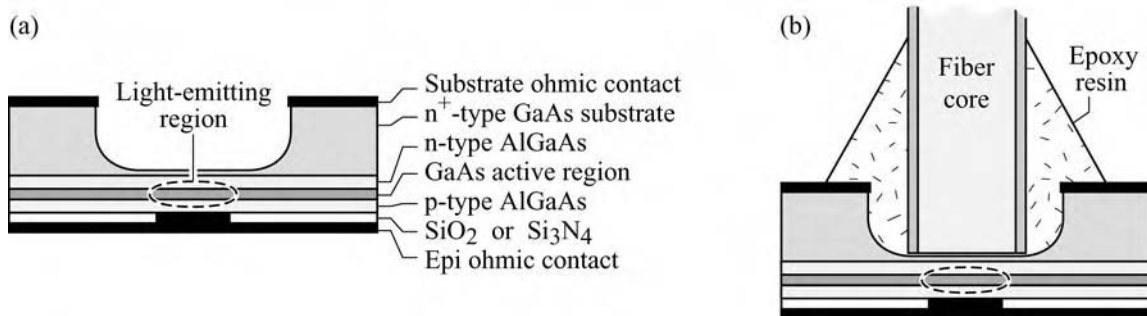 (a)
Light-emitting
region
Substrate ohmic contact
n⁺-type GaAs substrate
n-type AlGaAs
GaAs active region
p-type AlGaAs
SiO₂ or Si₃N₄
Epi ohmic contact
(b)
Fiber
core
Epoxy
resin